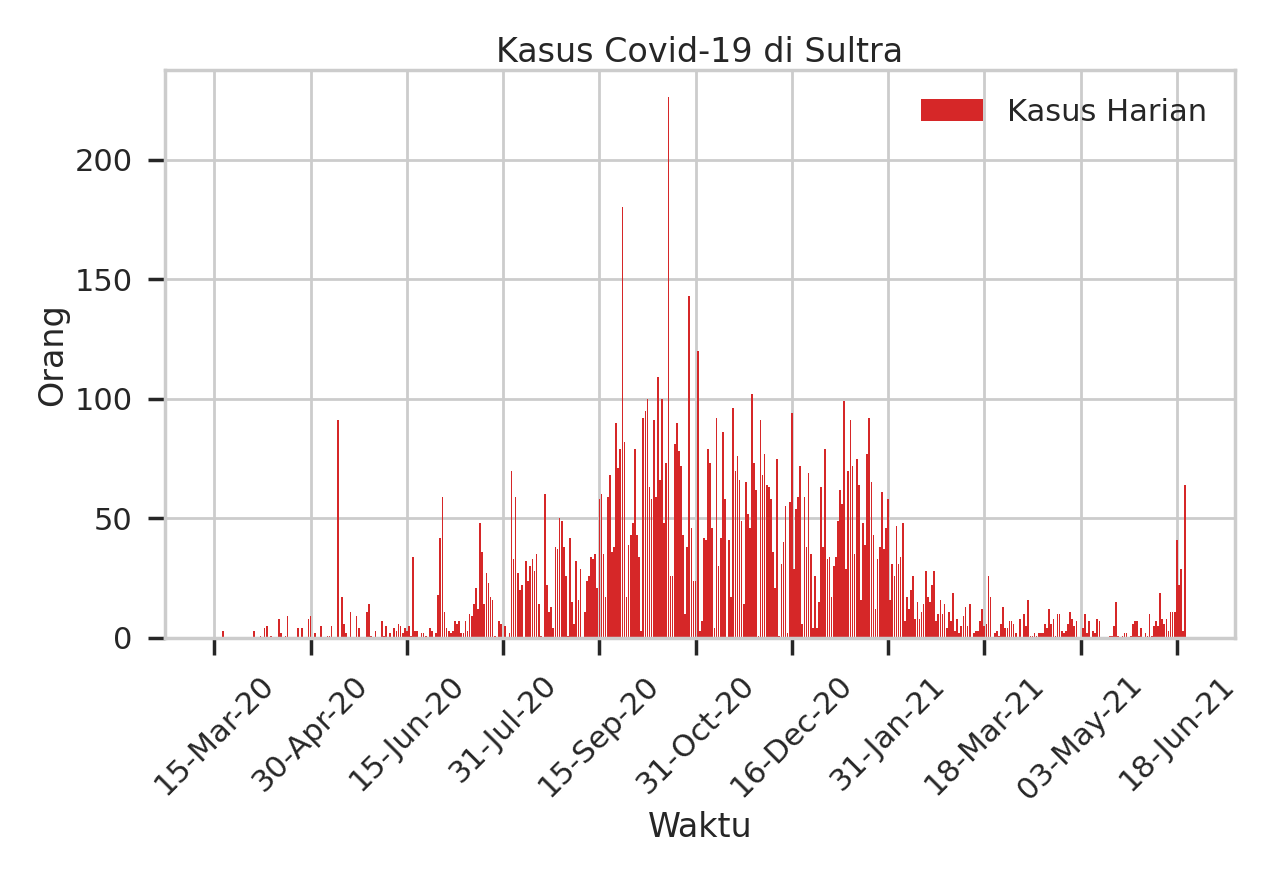 Kasus Covid-19 di Sultra
Kasus Harian
Orang
200
150
100
50
0
15-Mar-20
30-Apr-20
15-Jun-20
31-Jul-20
15-Sep-20
31-Oct-20
16-Dec-20
31-Jan-21
18-Mar-21
03-May-21
18-Jun-21
Waktu